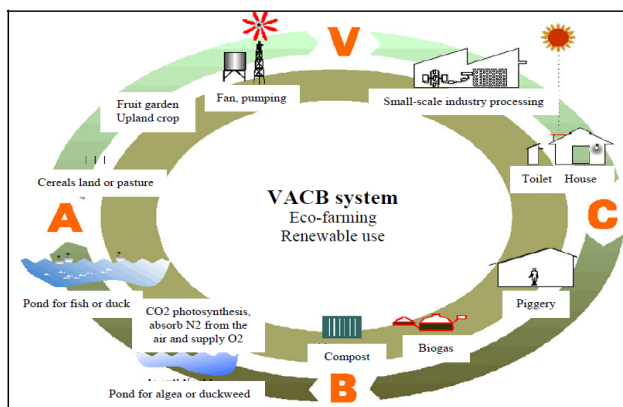 V
Fan, pumping
Small-scale industry processing
Fruit garden
Upland crop
Cereals land or pasture
Toilet House
VACB system
Eco-farming
Renewable use
A
C
Pond for fish or duck
Piggery
CO2 photosynthesis,
absorb N2 from the
air and supply O2
Compost
Biogas
Pond for algea or duckweed
B